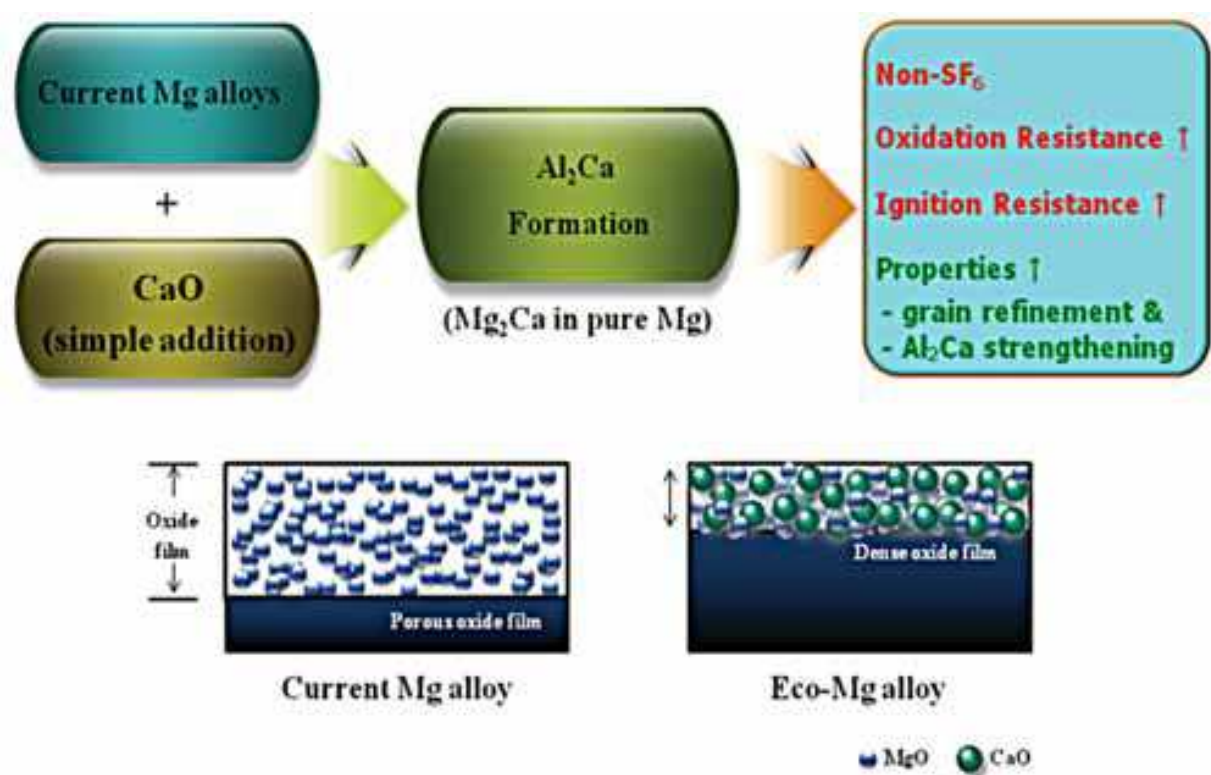 Current Mg alloys
+
CaO
(simple addition)
Al₂Ca
Formation
(Mg₂Ca in pure Mg)
Non-SF₆
Oxidation Resistance ↑
Ignition Resistance ↑
Properties ↑
- grain refinement &
- Al₂Ca strengthening
Oxide
film
Porous oxide film
Current Mg alloy
Dense oxide film
Eco-Mg alloy
MgO CaO